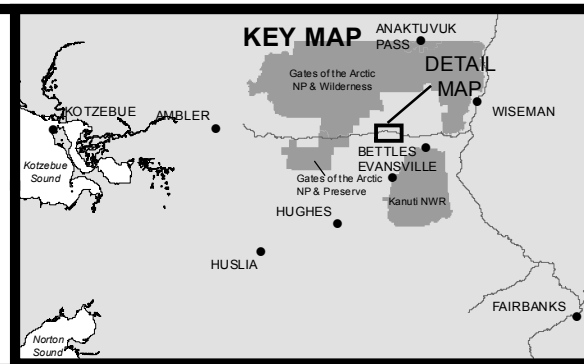 KEY MAP
ANAKTUVUK
PASS
Gates of the Arctic
NP & Wilderness
DETAIL
MAP
WISEMAN
KOTZEBUE
AMBLER
Kotzebue
Sound
BETTLES
EVANSVILLE
Gates of the Arctic
NP & Preserve
Kanuti NWR
HUGHES
HUSLIA
FAIRBANKS
Norton
Sound